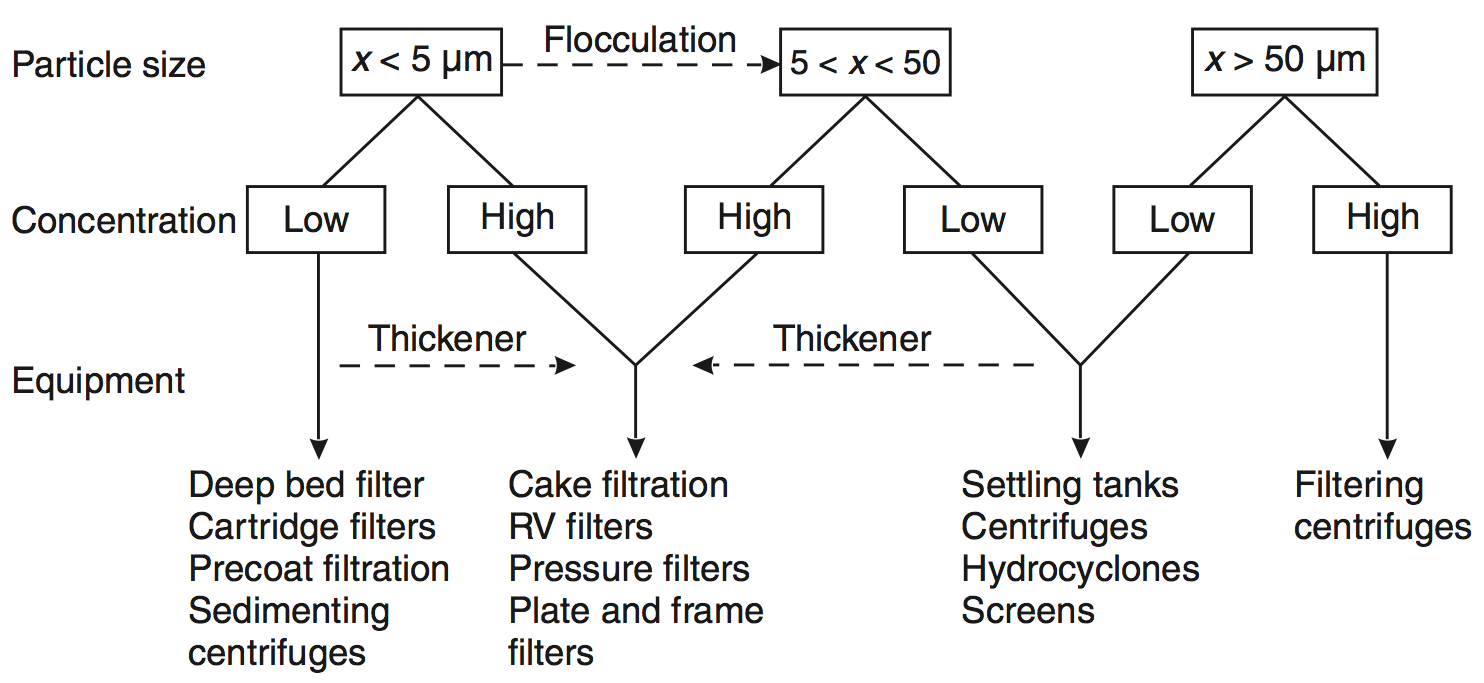 Particle size
x < 5 μm
Flocculation
5 < x < 50
x > 50 μm
Concentration
Low
High
High
Low
Low
High
Thickener
Thickener
Equipment
Deep bed filter
Cartridge filters
Precoat filtration
Sedimenting
centrifuges
Cake filtration
RV filters
Pressure filters
Plate and frame
filters
Settling tanks
Centrifuges
Hydrocyclones
Screens
Filtering
centrifuges